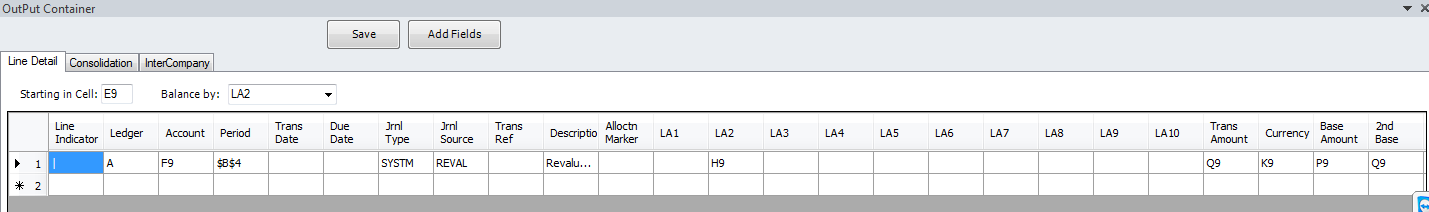 OutPut Container
Save Add Fields
Line Detail Consolidation InterCompany
Starting in Cell: E9 Balance by: LA2
Line Indicator Ledger Account Period Trans Date Due Date Jrnl Type Jrnl Source Trans Ref Descriptio Alloctn Marker LA1 LA2 LA3 LA4 LA5 LA6 LA7 LA8 LA9 LA10 Trans Amount Currency Base Amount 2nd Base
1 A F9 $B$4 SYSTM REVAL Revalu... H9 Q9 K9 P9 Q9
* 2